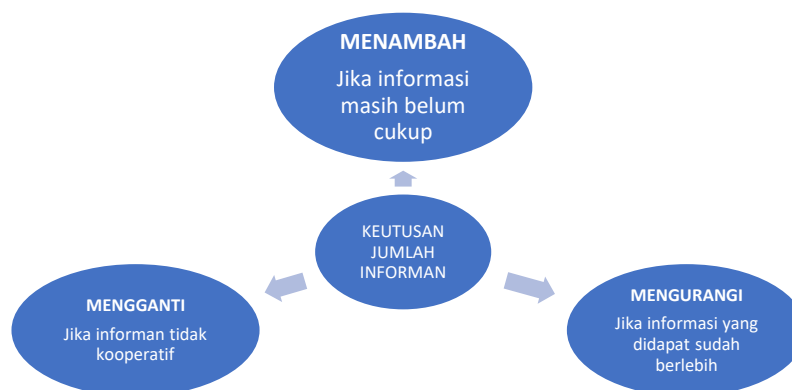 MENAMBAH
Jika informasi
masih belum
cukup
KEUTUSAN
JUMLAH
INFORMAN
MENGGANTI
Jika informan tidak
kooperatif
MENGURANGI
Jika informasi yang
didapat sudah
berlebih